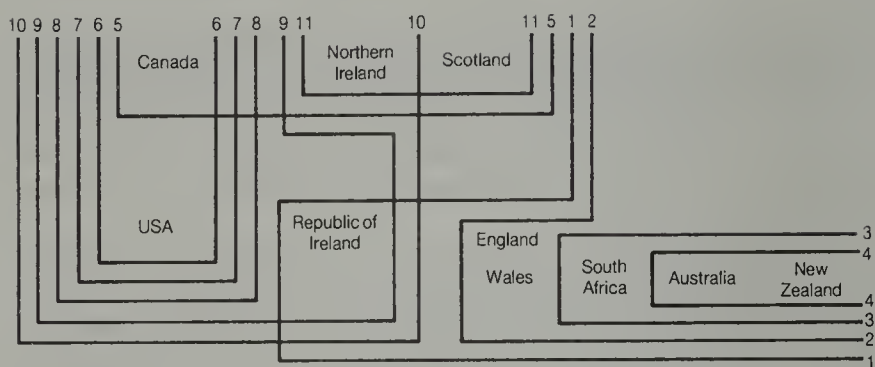 10 9 8 7 6 5 6 7 8 9 11 10 11 5 1 2
Canada
Northern
Ireland
Scotland
USA
Republic of
Ireland
England
Wales
South
Africa
Australia
New
Zealand
3
4
4
3
2
1